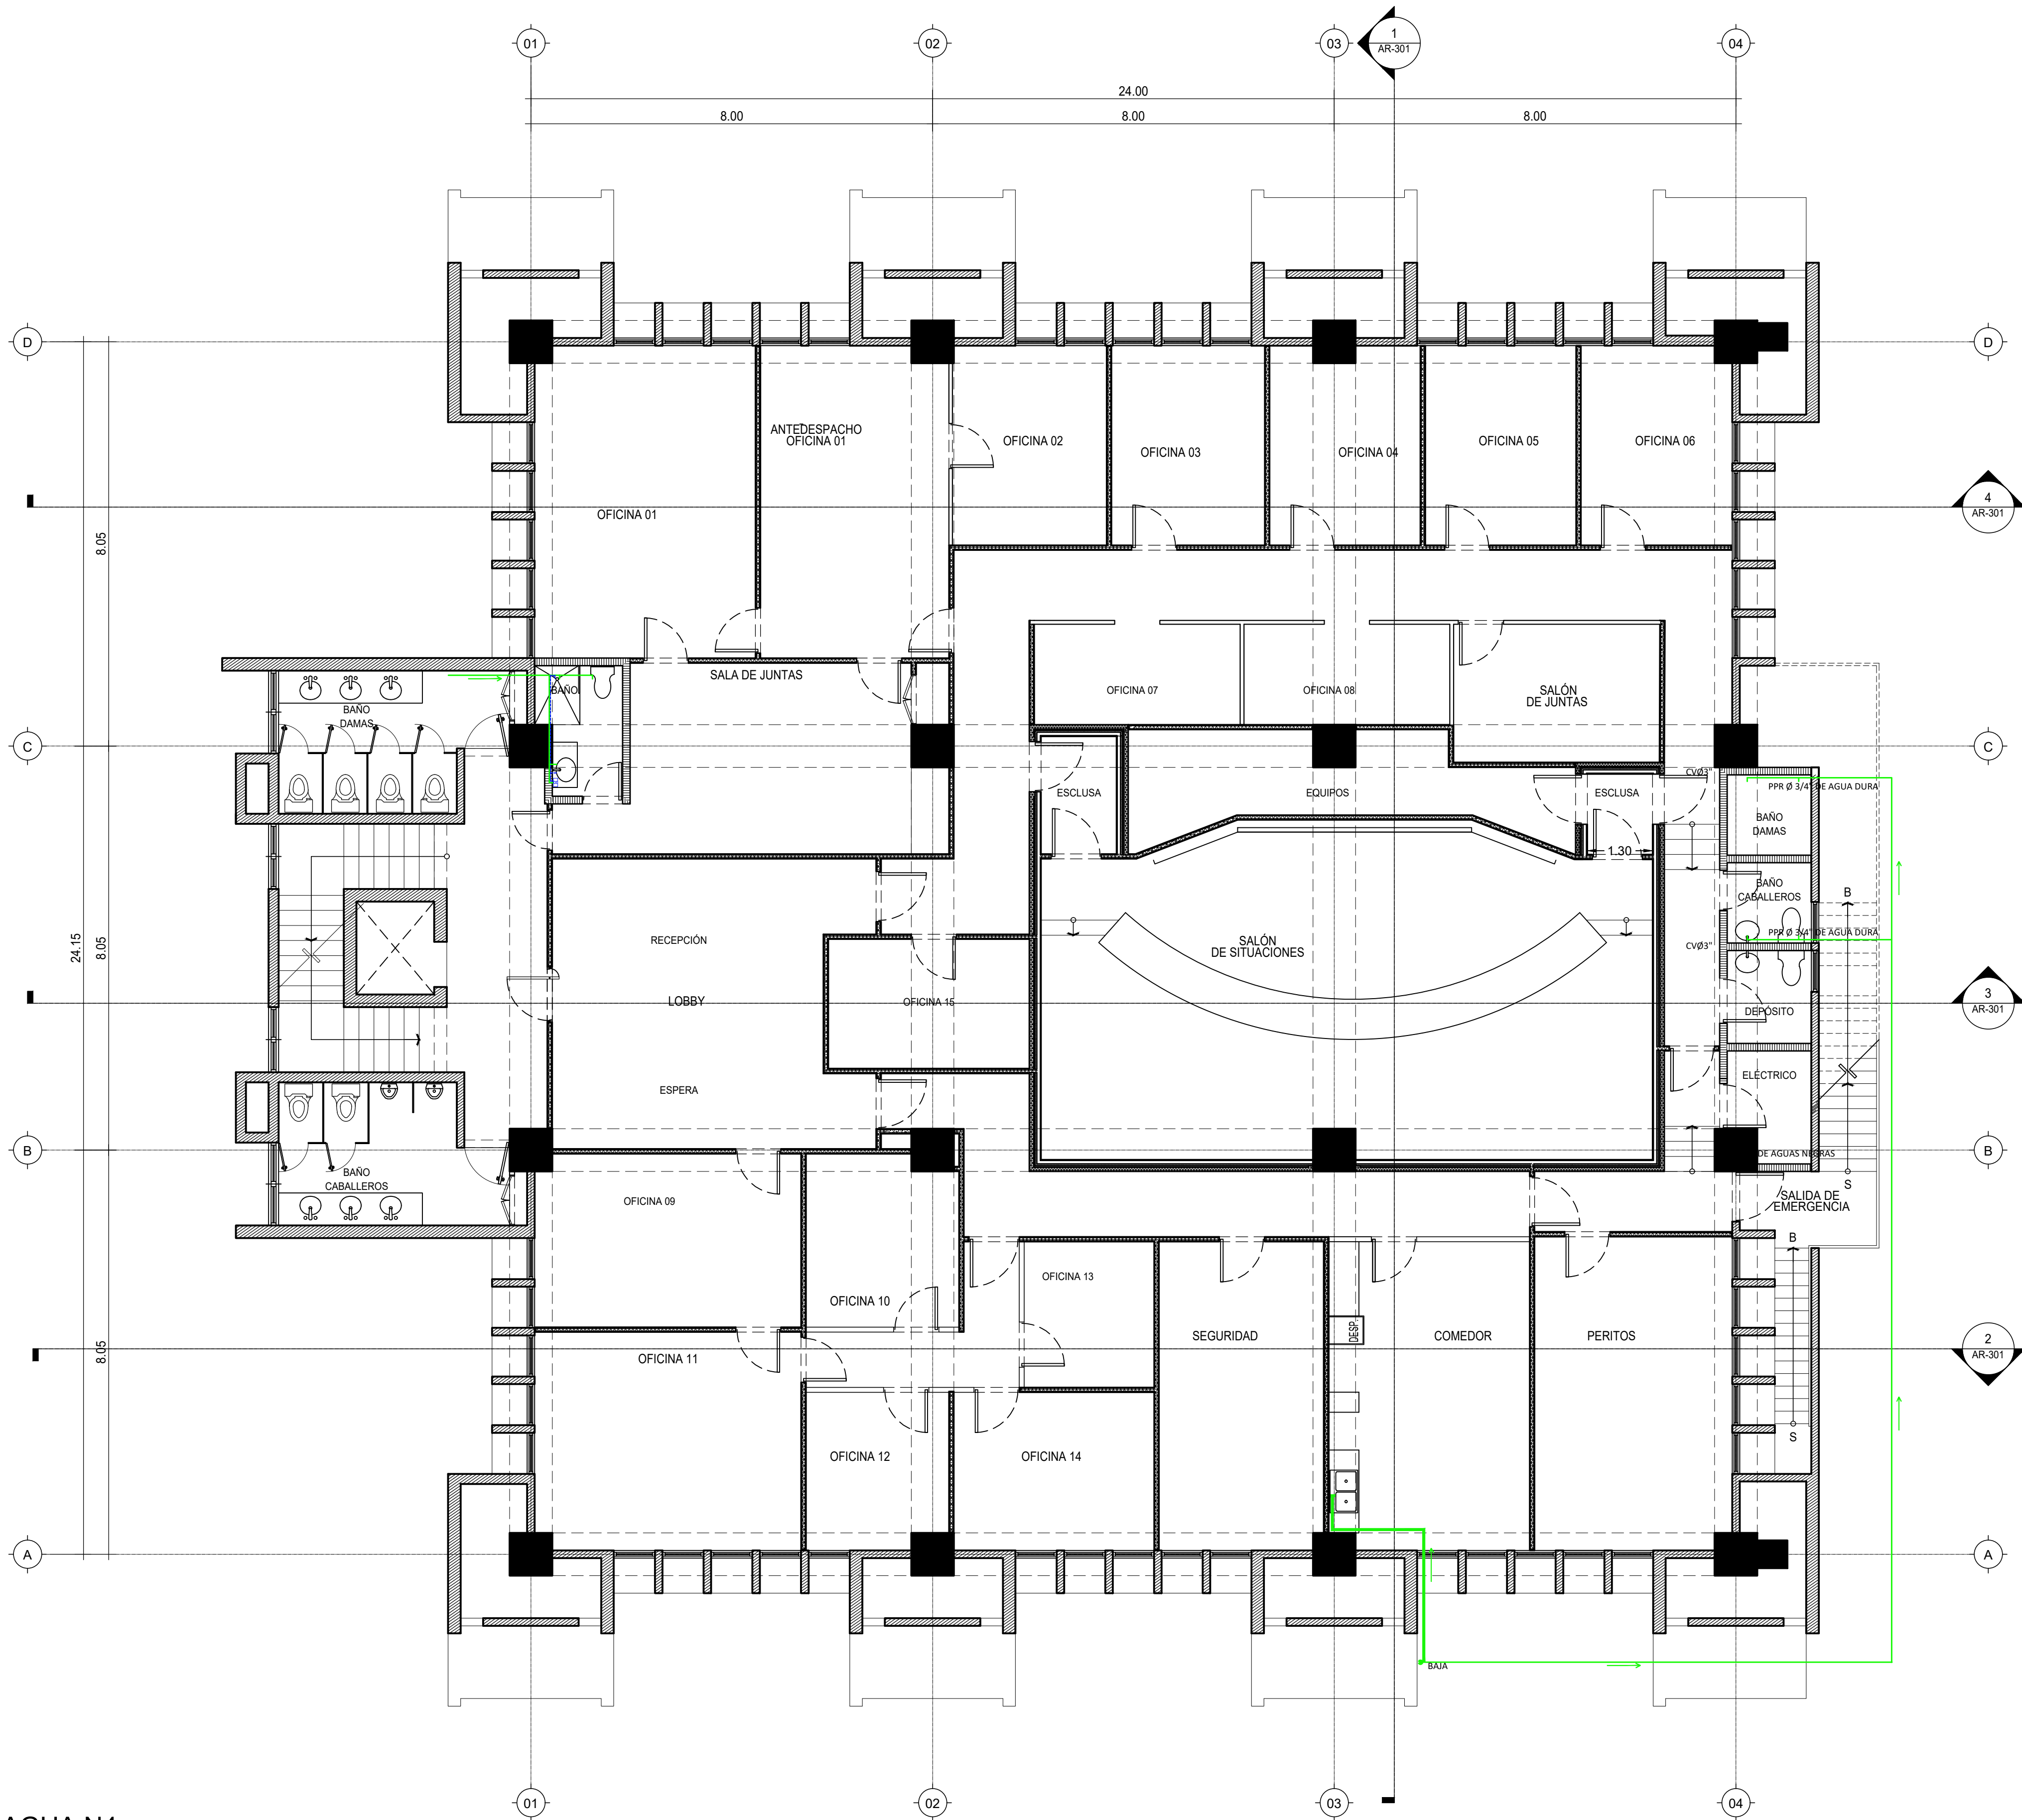 01
02
03
1
AR-301
04
24.00
8.00
8.00
8.00
D
D
ANTEDESPACHO
OFICINA 01
OFICINA 02
OFICINA 03
OFICINA 04
OFICINA 05
OFICINA 06
OFICINA 01
4
AR-301
8.05
SALA DE JUNTAS
BAÑO
OFICINA 07
OFICINA 08
SALÓN
DE JUNTAS
BAÑO
DAMAS
C
C
CVØ3"
PPR Ø 3/4" DE AGUA DURA
ESCLUSA
EQUIPOS
ESCLUSA
BAÑO
DAMAS
1.30
BAÑO
CABALLEROS
B
PPR Ø 3/4" DE AGUA DURA
RECEPCIÓN
SALÓN
DE SITUACIONES
CVØ3"
24.15
8.05
LOBBY
OFICINA 15
DEPÓSITO
3
AR-301
ELÉCTRICO
ESPERA
B
B
DE AGUAS NEGRAS
BAÑO
CABALLEROS
S
SALIDA DE
EMERGENCIA
OFICINA 09
B
OFICINA 13
OFICINA 10
DESP.
SEGURIDAD
COMEDOR
PERITOS
2
AR-301
8.05
OFICINA 11
S
OFICINA 12
OFICINA 14
A
A
BAJA
01
02
03
04